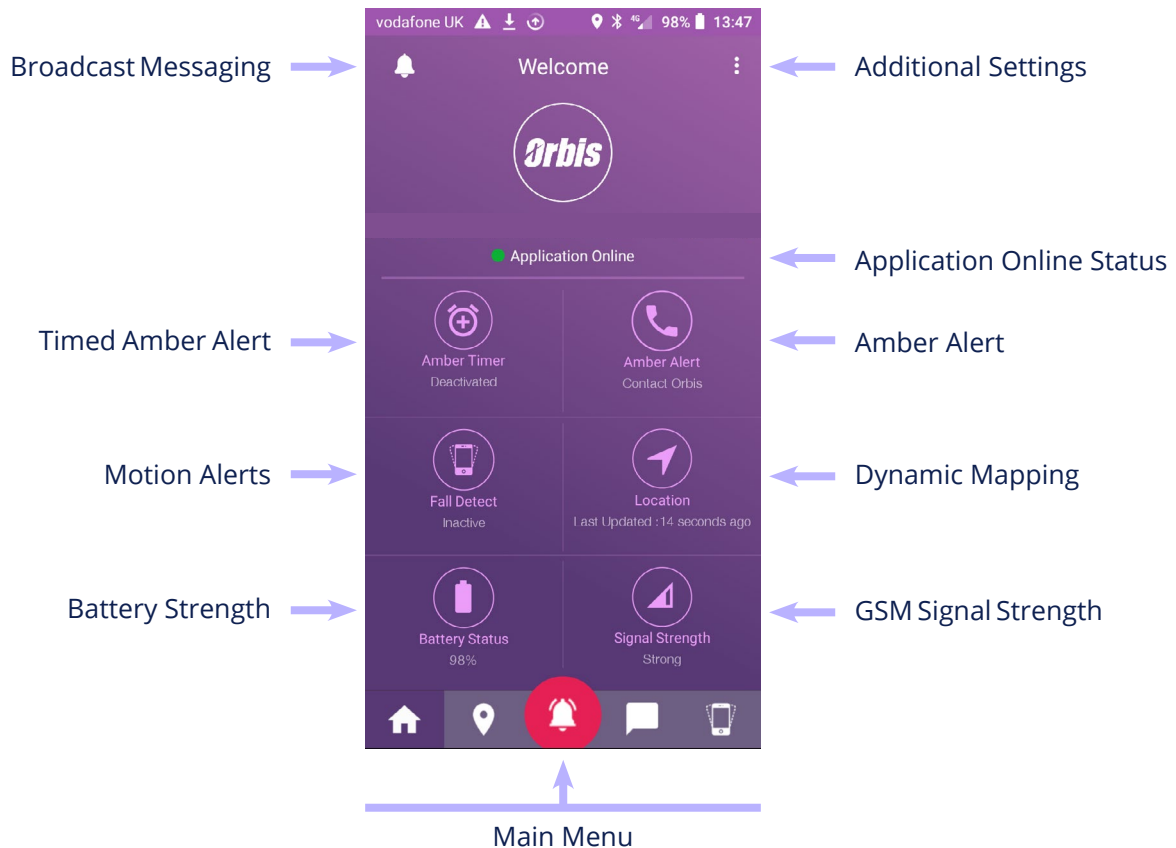 vodafone UK 4G 98% 13:47
Broadcast Messaging
Welcome
Additional Settings
Orbis
Application Online
Application Online Status
Timed Amber Alert
Amber Timer
Deactivated
Amber Alert
Contact Orbis
Amber Alert
Motion Alerts
Fall Detect
Inactive
Location
Last Updated :14 seconds ago
Dynamic Mapping
Battery Strength
Battery Status
98%
Signal Strength
Strong
GSM Signal Strength
Main Menu